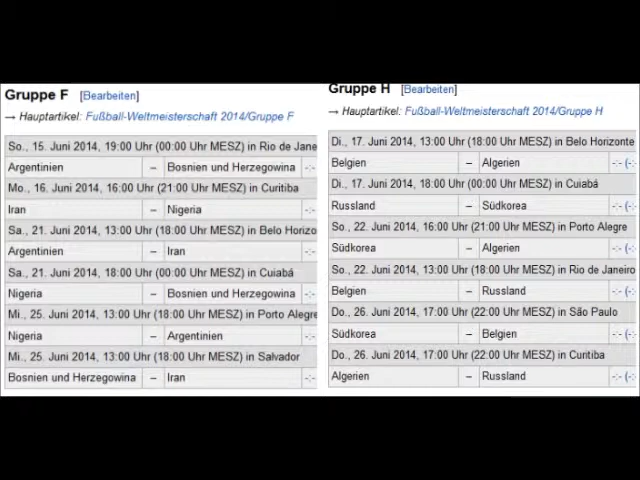 Gruppe F [Bearbeiten]
→ Hauptartikel: Fußball-Weltmeisterschaft 2014/Gruppe F
So., 15. Juni 2014, 19:00 Uhr (00:00 Uhr MESZ) in Rio de Jane
Argentinien – Bosnien und Herzegowina -:-
Mo., 16. Juni 2014, 16:00 Uhr (21:00 Uhr MESZ) in Curitiba
Iran – Nigeria -:-
Sa., 21. Juni 2014, 13:00 Uhr (18:00 Uhr MESZ) in Belo Horizo
Argentinien – Iran -:-
Sa., 21. Juni 2014, 18:00 Uhr (00:00 Uhr MESZ) in Cuiabá
Nigeria – Bosnien und Herzegowina -:-
Mi., 25. Juni 2014, 13:00 Uhr (18:00 Uhr MESZ) in Porto Alegre
Nigeria – Argentinien -:-
Mi., 25. Juni 2014, 13:00 Uhr (18:00 Uhr MESZ) in Salvador
Bosnien und Herzegowina – Iran -:-
Gruppe H [Bearbeiten]
→ Hauptartikel: Fußball-Weltmeisterschaft 2014/Gruppe H
Di., 17. Juni 2014, 13:00 Uhr (18:00 Uhr MESZ) in Belo Horizonte
Belgien – Algerien -:- (-:
Di., 17. Juni 2014, 18:00 Uhr (00:00 Uhr MESZ) in Cuiabá
Russland – Südkorea -:- (-:
So., 22. Juni 2014, 16:00 Uhr (21:00 Uhr MESZ) in Porto Alegre
Südkorea – Algerien -:- (-:
So., 22. Juni 2014, 13:00 Uhr (18:00 Uhr MESZ) in Rio de Janeiro
Belgien – Russland -:- (-:
Do., 26. Juni 2014, 17:00 Uhr (22:00 Uhr MESZ) in São Paulo
Südkorea – Belgien -:- (-:
Do., 26. Juni 2014, 17:00 Uhr (22:00 Uhr MESZ) in Curitiba
Algerien – Russland -:- (-: